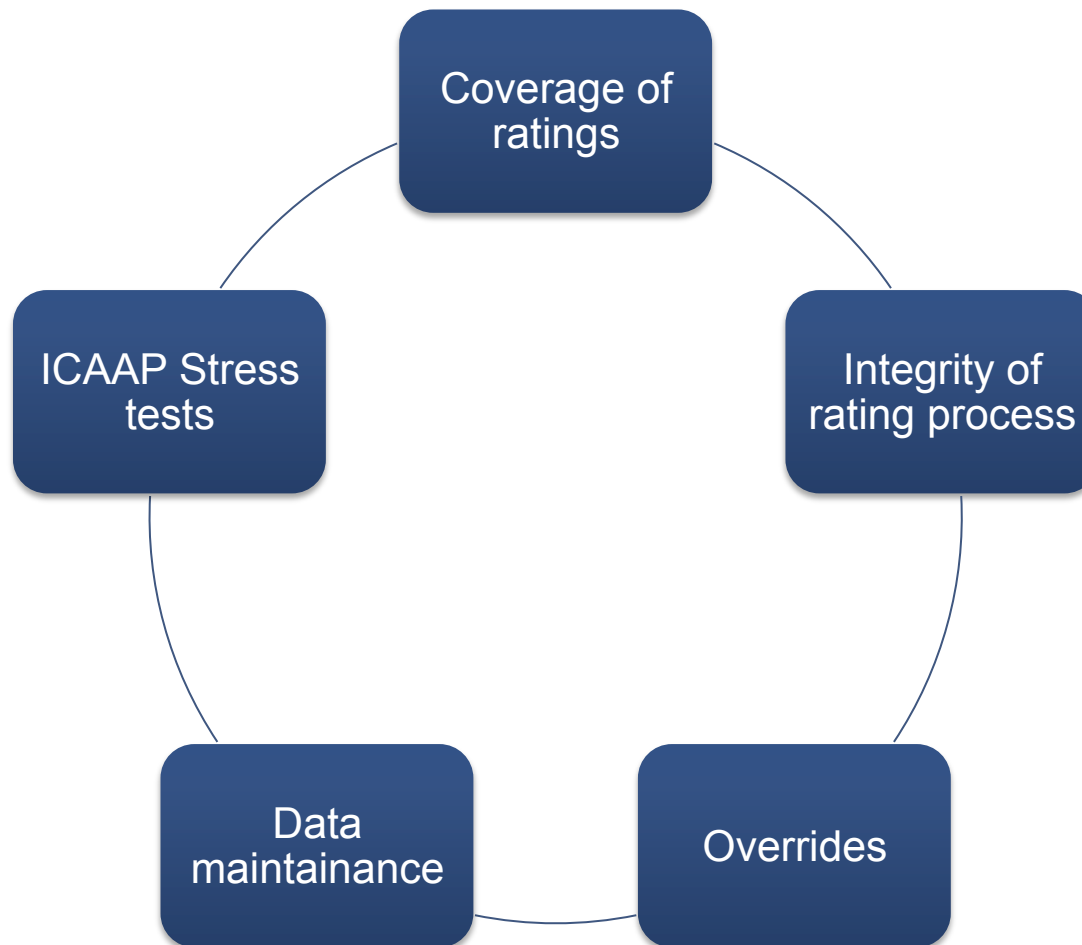 Coverage of
ratings
ICAAP Stress
tests
Integrity of
rating process
Data
maintainance
Overrides